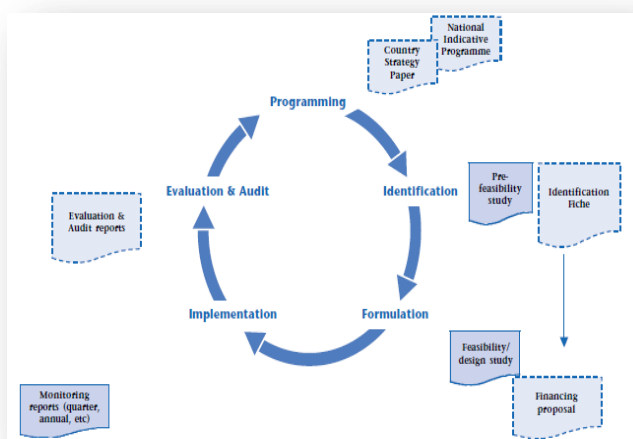 National
Indicative
Programme
Country
Strategy
Paper
Programming
Evaluation & Audit
Identification
Pre-
feasibility
study
Identification
Fiche
Evaluation &
Audit reports
Implementation
Formulation
Feasibility/
design study
Financing
proposal
Monitoring
reports (quarter,
annual, etc)